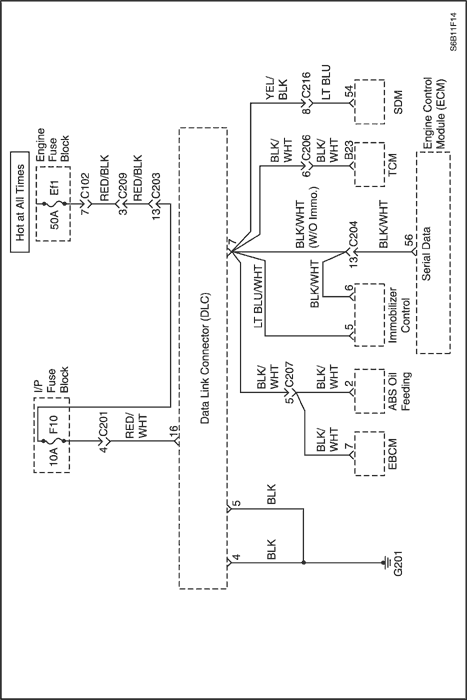 Hot at All Times
I/P
Fuse
Block
10A
F10
Engine
Fuse
Block
50A
Ef1
7
C102
RED/BLK
3
C209
RED/BLK
13
C203
4
C201
RED/
WHT
16
Data Link Connector (DLC)
4
5
7
BLK
BLK
G201
BLK/
WHT
5
C207
BLK/
WHT
BLK/
WHT
7
EBCM
2
ABS Oil
Feeding
LT BLU/WHT
BLK/WHT
5
6
Immobilizer
Control
BLK/WHT
(W/O Immo.)
13
C204
BLK/WHT
56
Serial Data
Engine Control
Module (ECM)
BLK/
WHT
6
C206
BLK/
WHT
B23
TCM
YEL/
BLK
8
C216
LT BLU
54
SDM
S6B11F14